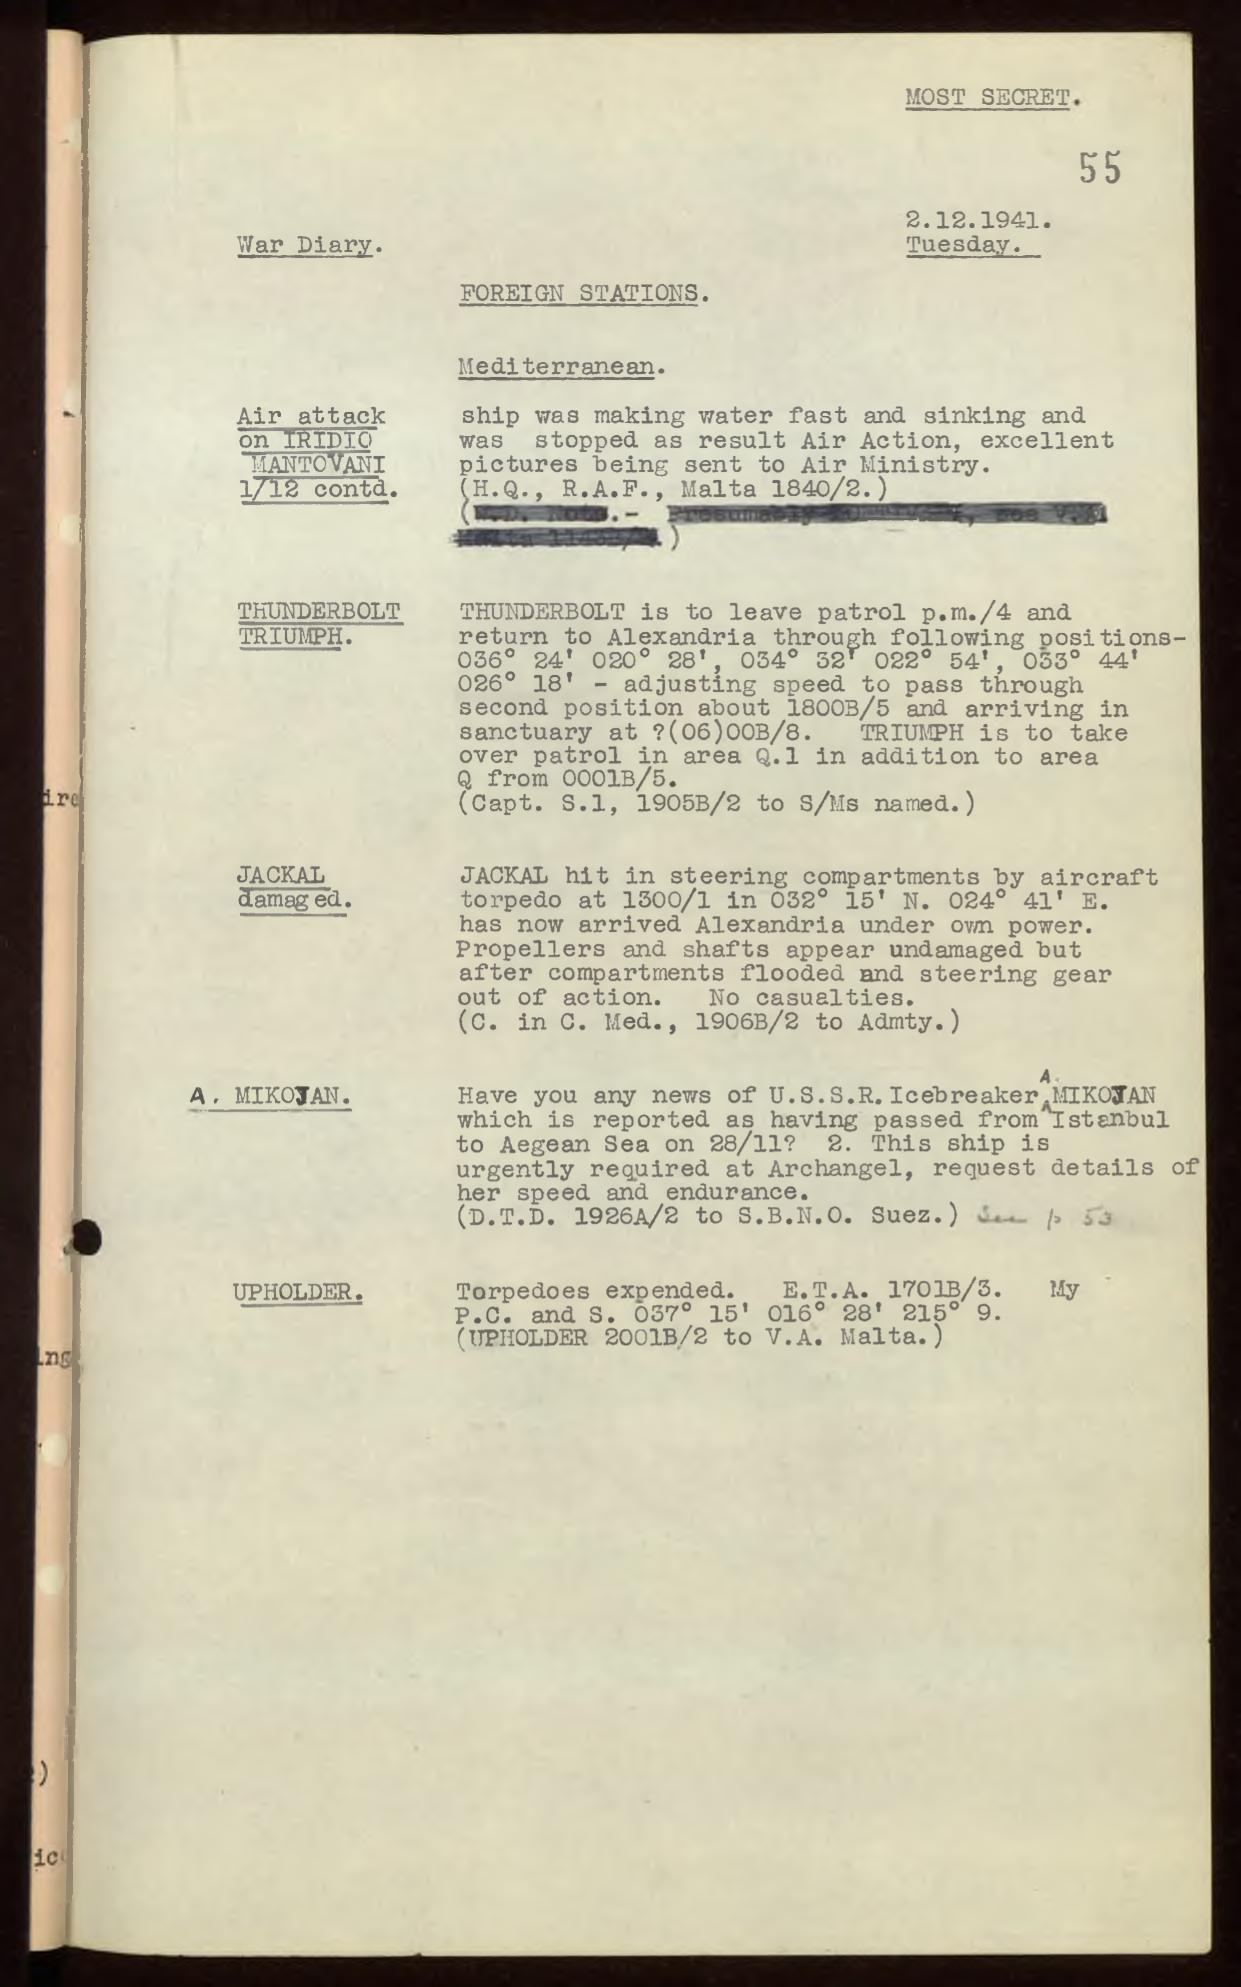 MOST SECRET.
55
2.12.1941.
War Diary.
Tuesday.
FOREIGN STATIONS.
Mediterranean.
Air attack
on IRIDIO
MANTOVANI
1/12 contd.
ship was making water fast and sinking and
was stopped as result Air Action, excellent
pictures being sent to Air Ministry.
(H.Q., R.A.F., Malta 1840/2.)
THUNDERBOLT
TRIUMPH.
THUNDERBOLT is to leave patrol p.m./4 and
return to Alexandria through following positions-
036° 24' 020° 28', 034° 32' 022° 54', 033° 44'
026° 18' - adjusting speed to pass through
second position about 1800B/5 and arriving in
sanctuary at ?(06)00B/8. TRIUMPH is to take
over patrol in area Q.1 in addition to area
Q from 0001B/5.
(Capt. S.1, 1905B/2 to S/Ms named.)
JACKAL
damaged.
JACKAL hit in steering compartments by aircraft
torpedo at 1300/1 in 032° 15' N. 024° 41' E.
has now arrived Alexandria under own power.
Propellers and shafts appear undamaged but
after compartments flooded and steering gear
out of action. No casualties.
(C. in C. Med., 1906B/2 to Admty.)
A. MIKOJAN.
Have you any news of U.S.S.R. Icebreaker A. MIKOJAN
which is reported as having passed from Istanbul
to Aegean Sea on 28/11? 2. This ship is
urgently required at Archangel, request details of
her speed and endurance.
(D.T.D. 1926A/2 to S.B.N.O. Suez.) See p 53
UPHOLDER.
Torpedoes expended. E.T.A. 1701B/3. My
P.C. and S. 037° 15' 016° 28' 215° 9.
(UPHOLDER 2001B/2 to V.A. Malta.)